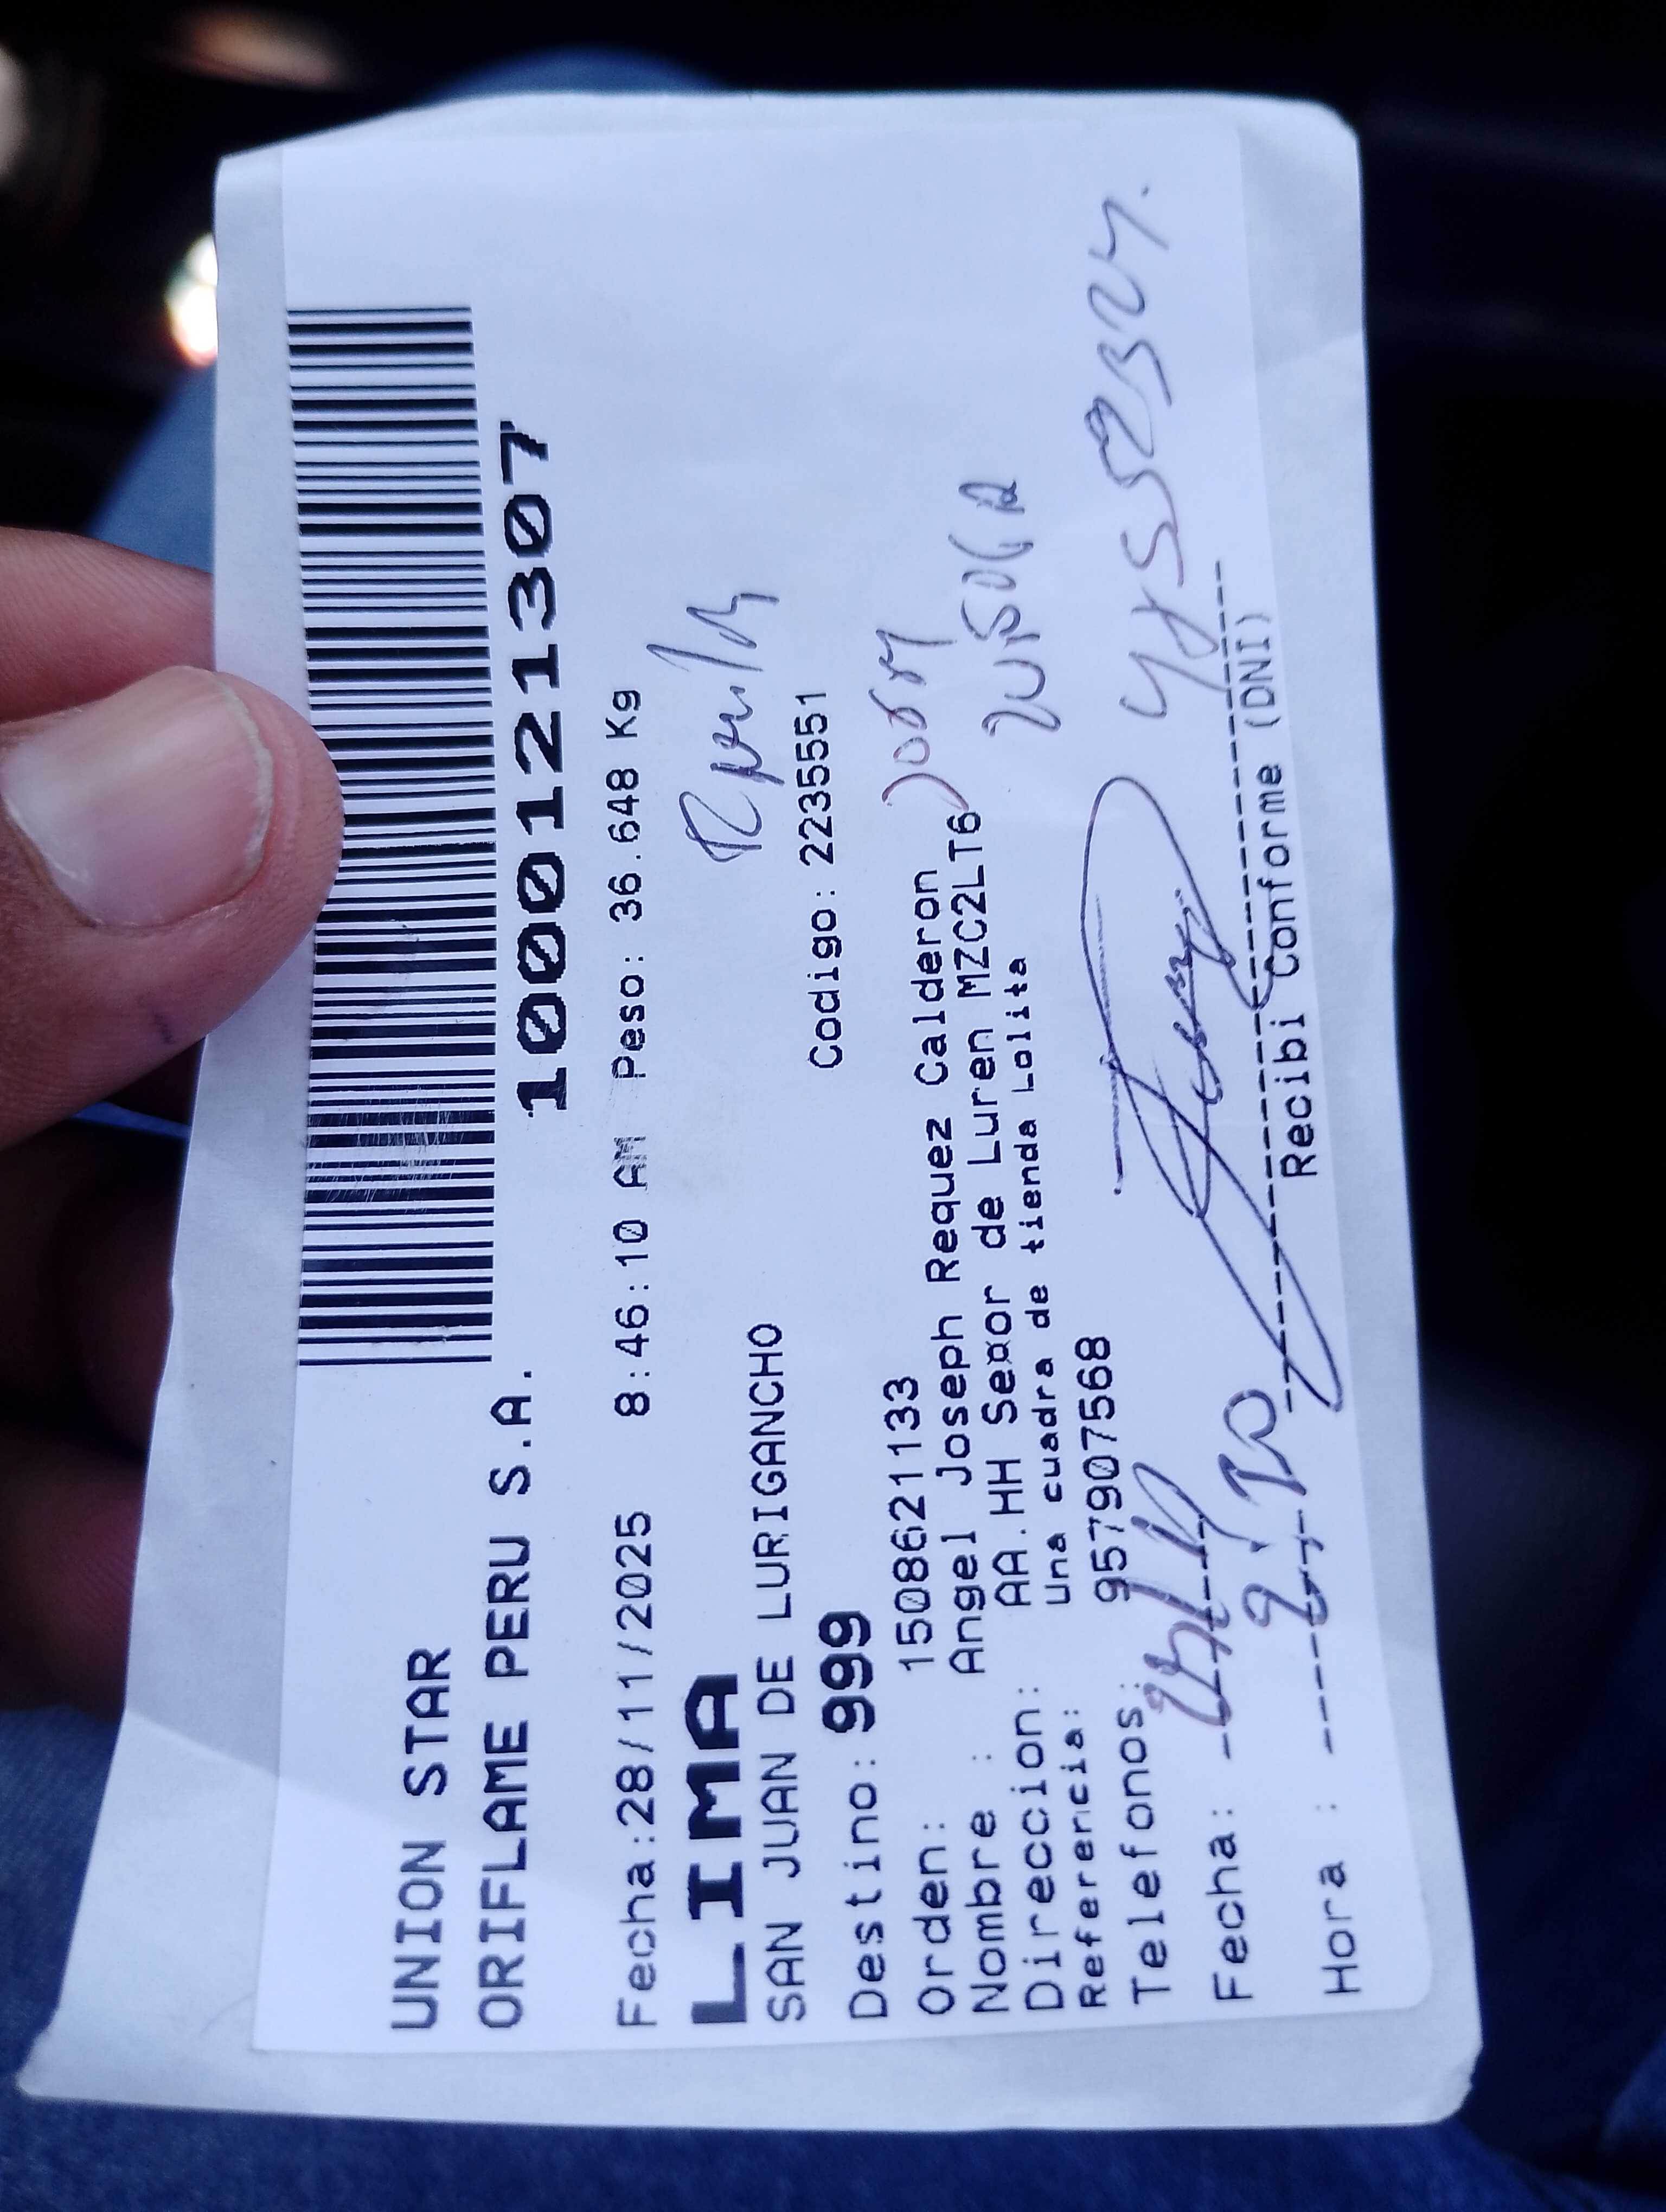 UNION STAR
ORIFLAME PERU S.A.
1000121307
Fecha:28/11/2025 8:46:10 AM Peso: 36.648 Kg
LIMA
SAN JUAN DE LURIGANCHO
Destino: 999 Codigo: 2235551
Orden: 1508621133
Nombre : Angel Joseph Requez Calderon
Direccion: AA.HH Sexor de Luren MZC2LT6
Referencia: Una cuadra de tienda Lolita
Telefonos: 957907568
Fecha:
Hora :
Recibi Conforme (DNI)